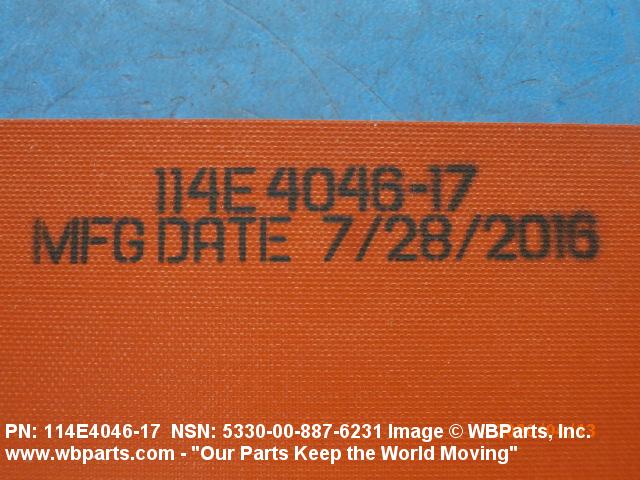 114E4046-17
MFG DATE 7/28/2016
PN: 114E4046-17 NSN: 5330-00-887-6231 Image © WBParts, Inc.
www.wbparts.com - "Our Parts Keep the World Moving"